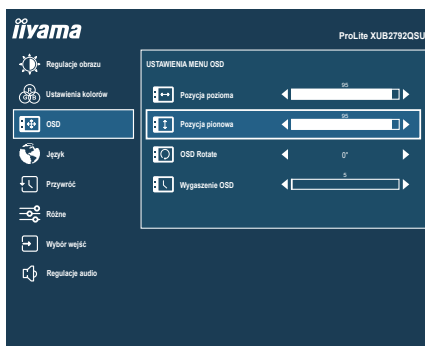 iiyama
ProLite XUB2792QSU
Regulacje obrazu
Ustawienia kolorów
OSD
Język
Przywróć
Różne
Wybór wejść
Regulacje audio
USTAWIENIA MENU OSD
Pozycja pozioma
95
Pozycja pionowa
95
OSD Rotate
0°
Wygaszenie OSD
5